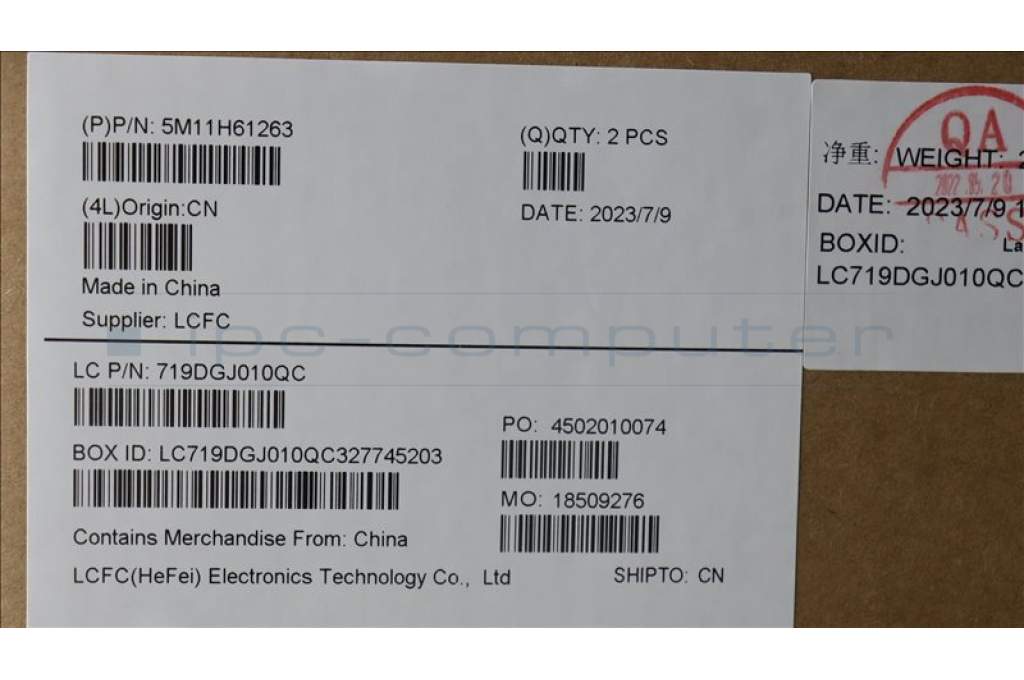 (P)P/N: 5M11H61263
(Q)QTY: 2 PCS
(4L)Origin:CN
DATE: 2023/7/9
Made in China
Supplier: LCFC
LC P/N: 719DGJ010QC
PO: 4502010074
BOX ID: LC719DGJ010QC327745203
MO: 18509276
Contains Merchandise From: China
LCFC(HeFei) Electronics Technology Co., Ltd
SHIPTO: CN
QA
净重: WEIGHT:
DATE: 2023/7/9
BOXID:
LC719DGJ010QC
ipc-computer